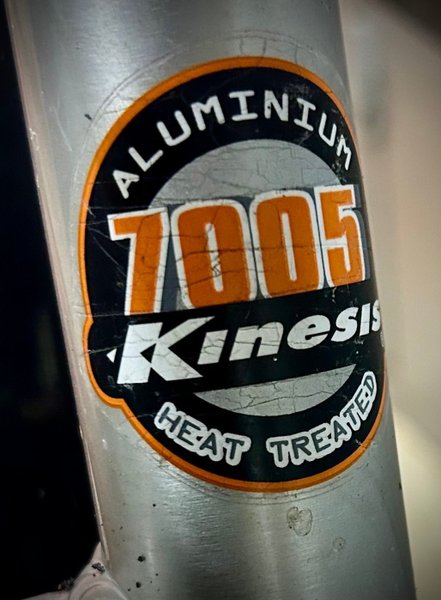 ALUMINIUM
7005
Kinesis
HEAT TREATED